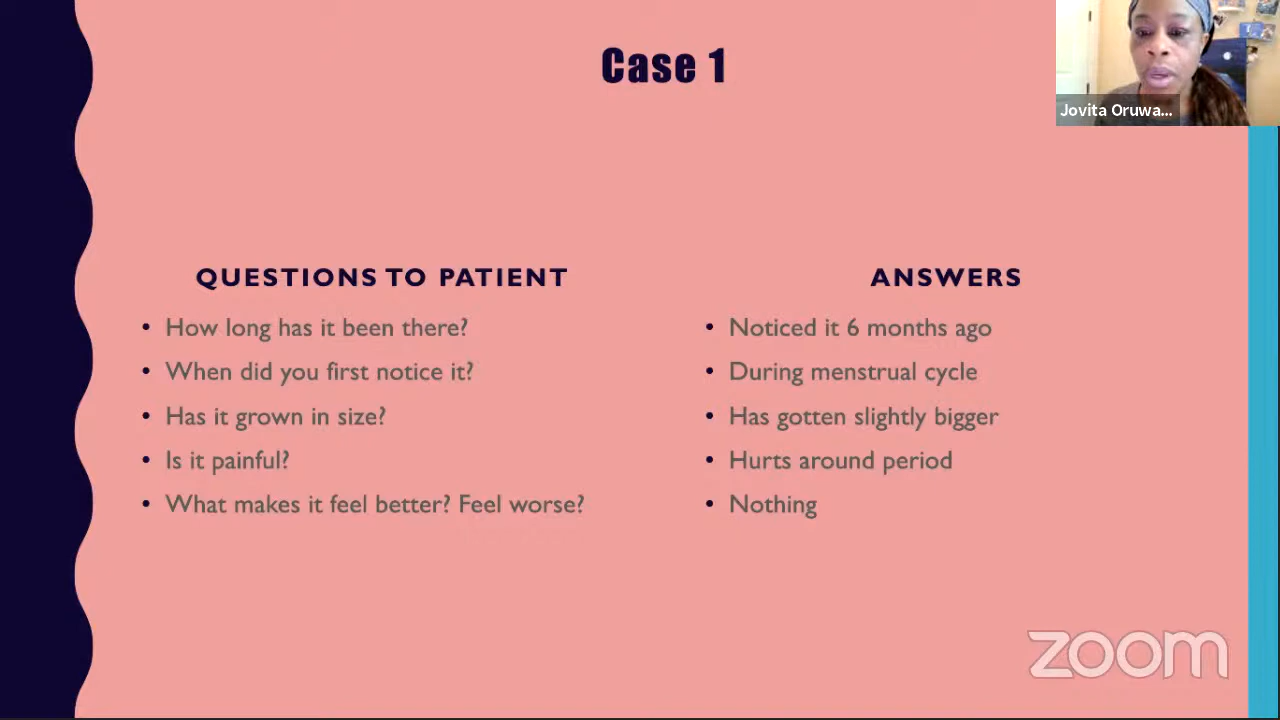 Case 1
Jovita Oruwa...
QUESTIONS TO PATIENT
How long has it been there?
When did you first notice it?
Has it grown in size?
Is it painful?
What makes it feel better? Feel worse?
ANSWERS
Noticed it 6 months ago
During menstrual cycle
Has gotten slightly bigger
Hurts around period
Nothing
zoom